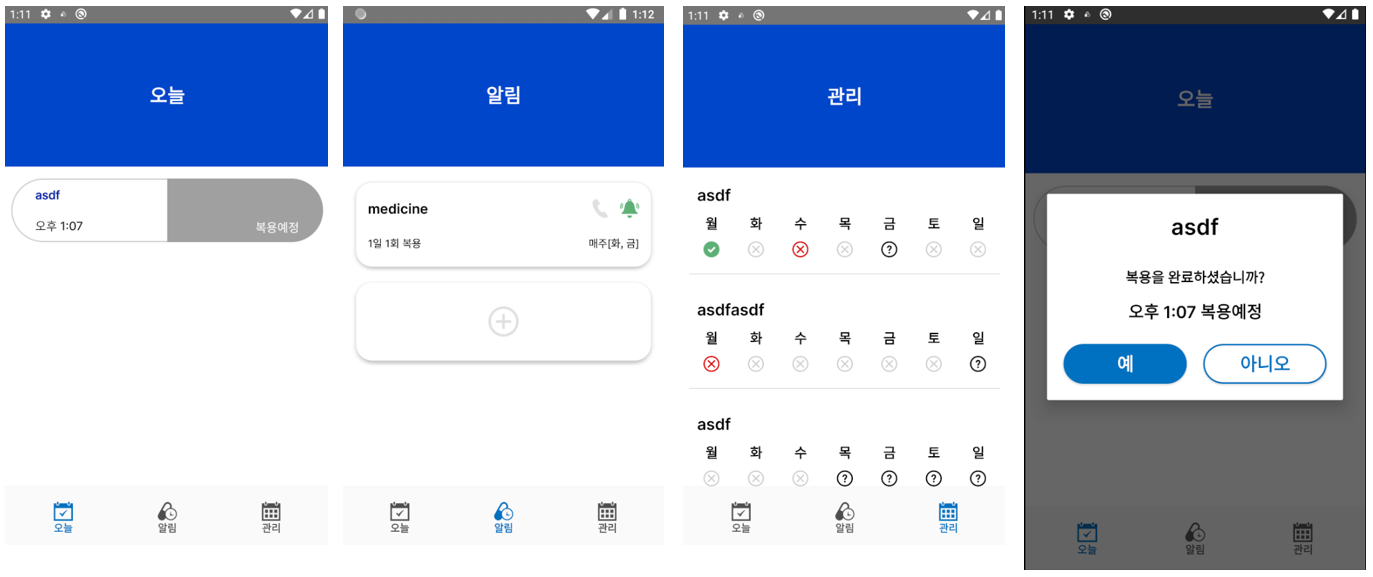 1:11
오늘
asdf
오후 1:07
복용예정
오늘
알림
관리
1:12
알림
medicine
1일 1회 복용
매주[화, 금]
오늘
알림
관리
1:11
관리
asdf
월 화 수 목 금 토 일
asdfasdf
월 화 수 목 금 토 일
asdf
월 화 수 목 금 토 일
오늘
알림
관리
1:11
오늘
asdf
복용을 완료하셨습니까?
오후 1:07 복용예정
예
아니오
오늘
알림
관리